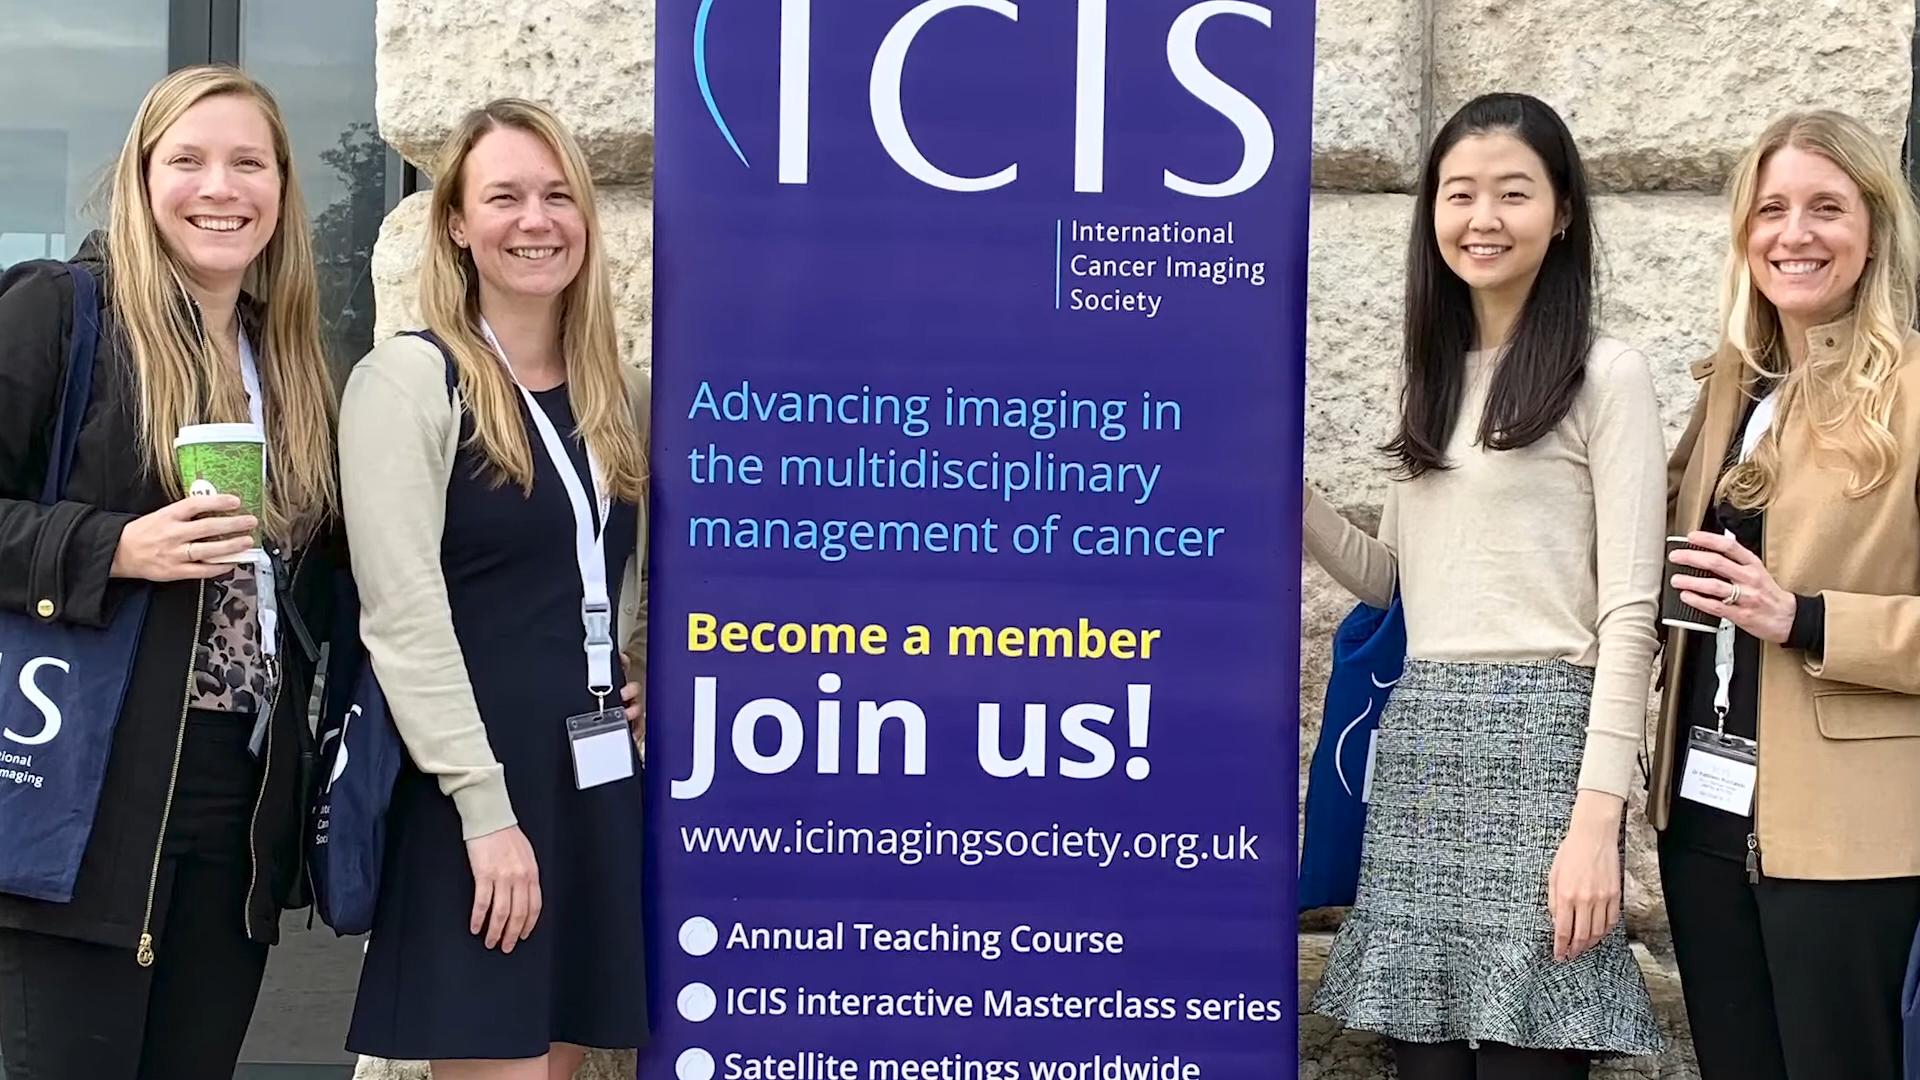 ICIS
International
Cancer Imaging
Society
Advancing imaging in
the multidisciplinary
management of cancer
Become a member
Join us!
www.icimagingsociety.org.uk
Annual Teaching Course
ICIS interactive Masterclass series
Satellite meetings worldwide
IS
tional
maging